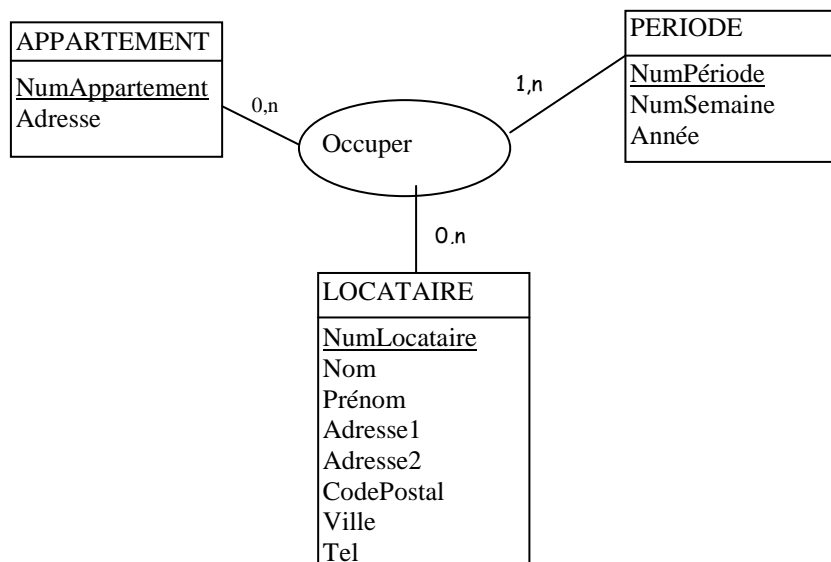 APPARTEMENT
NumAppartement
Adresse
0,n
Occuper
1,n
PERIODE
NumPériode
NumSemaine
Année
0,n
LOCATAIRE
NumLocataire
Nom
Prénom
Adresse1
Adresse2
CodePostal
Ville
Tel